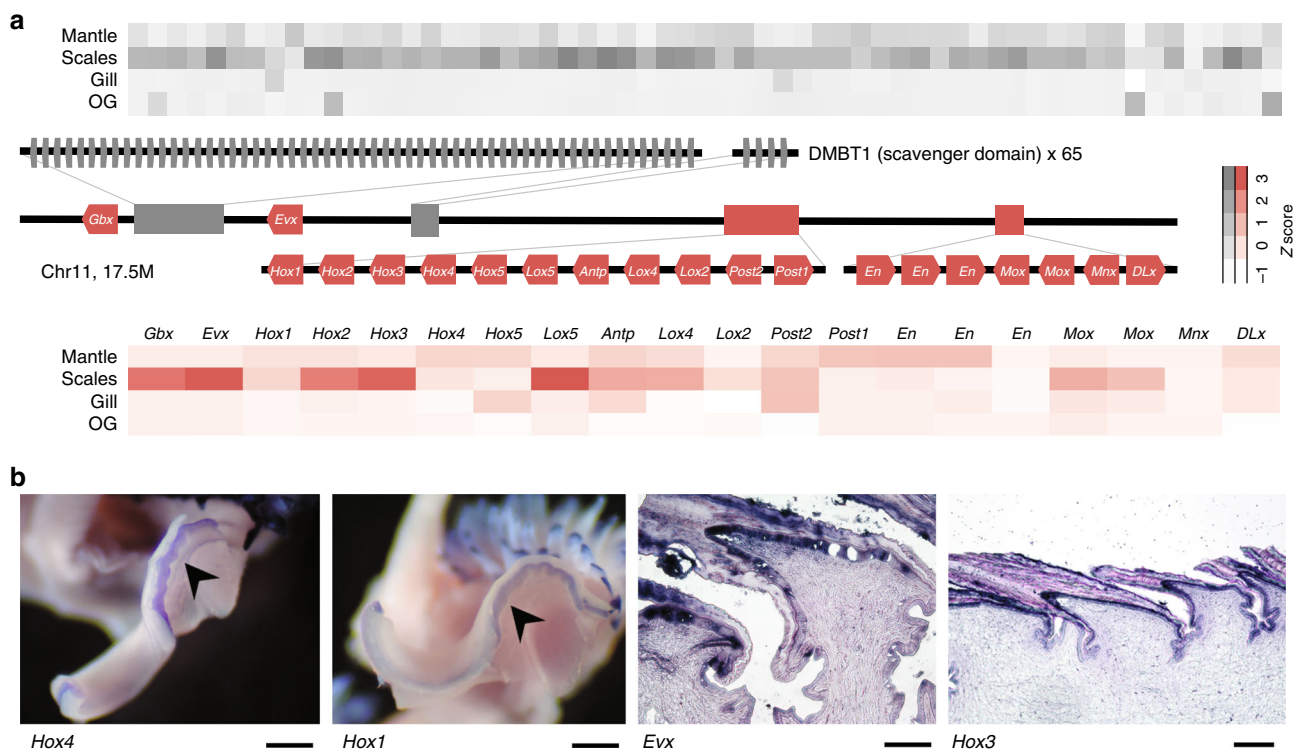 a
Mantle
Scales
Gill
OG
DMBT1 (scavenger domain) x 65
Gbx Evx
Chr11, 17.5M
Hox1 Hox2 Hox3 Hox4 Hox5 Lox5 Antp Lox4 Lox2 Post2 Post1 En En En Mox Mox Mnx DLx
3
2
1
0
−1
Z score
Gbx Evx Hox1 Hox2 Hox3 Hox4 Hox5 Lox5 Antp Lox4 Lox2 Post2 Post1 En En En Mox Mox Mnx DLx
Mantle
Scales
Gill
OG
b
Hox4 Hox1 Evx Hox3